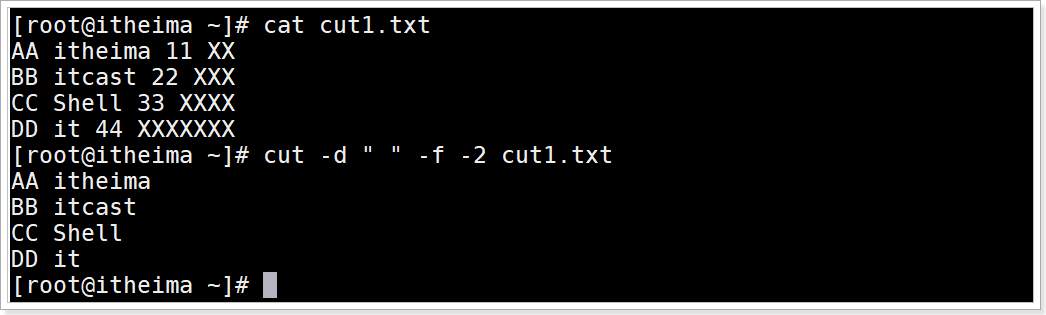 [root@itheima ~]# cat cut1.txt
AA itheima 11 XX
BB itcast 22 XXX
CC Shell 33 XXXX
DD it 44 XXXXXXX
[root@itheima ~]# cut -d " " -f -2 cut1.txt
AA itheima
BB itcast
CC Shell
DD it
[root@itheima ~]#